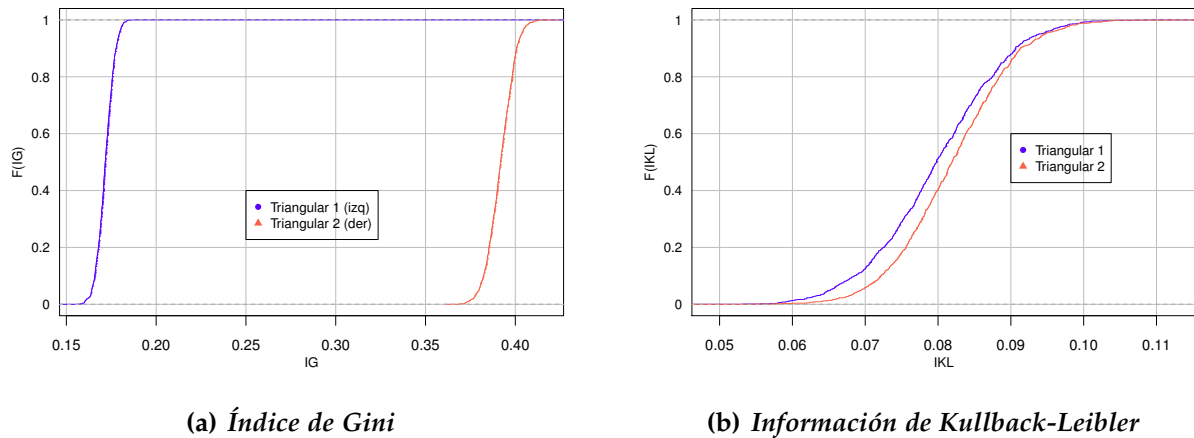 F(IG)
1
0.8
0.6
0.4
0.2
0
Triangular 1 (izq)
Triangular 2 (der)
0.15 0.20 0.25 0.30 0.35 0.40
IG
(a) Índice de Gini
F(IKL)
1
0.8
0.6
0.4
0.2
0
Triangular 1
Triangular 2
0.05 0.06 0.07 0.08 0.09 0.10 0.11
IKL
(b) Información de Kullback-Leibler